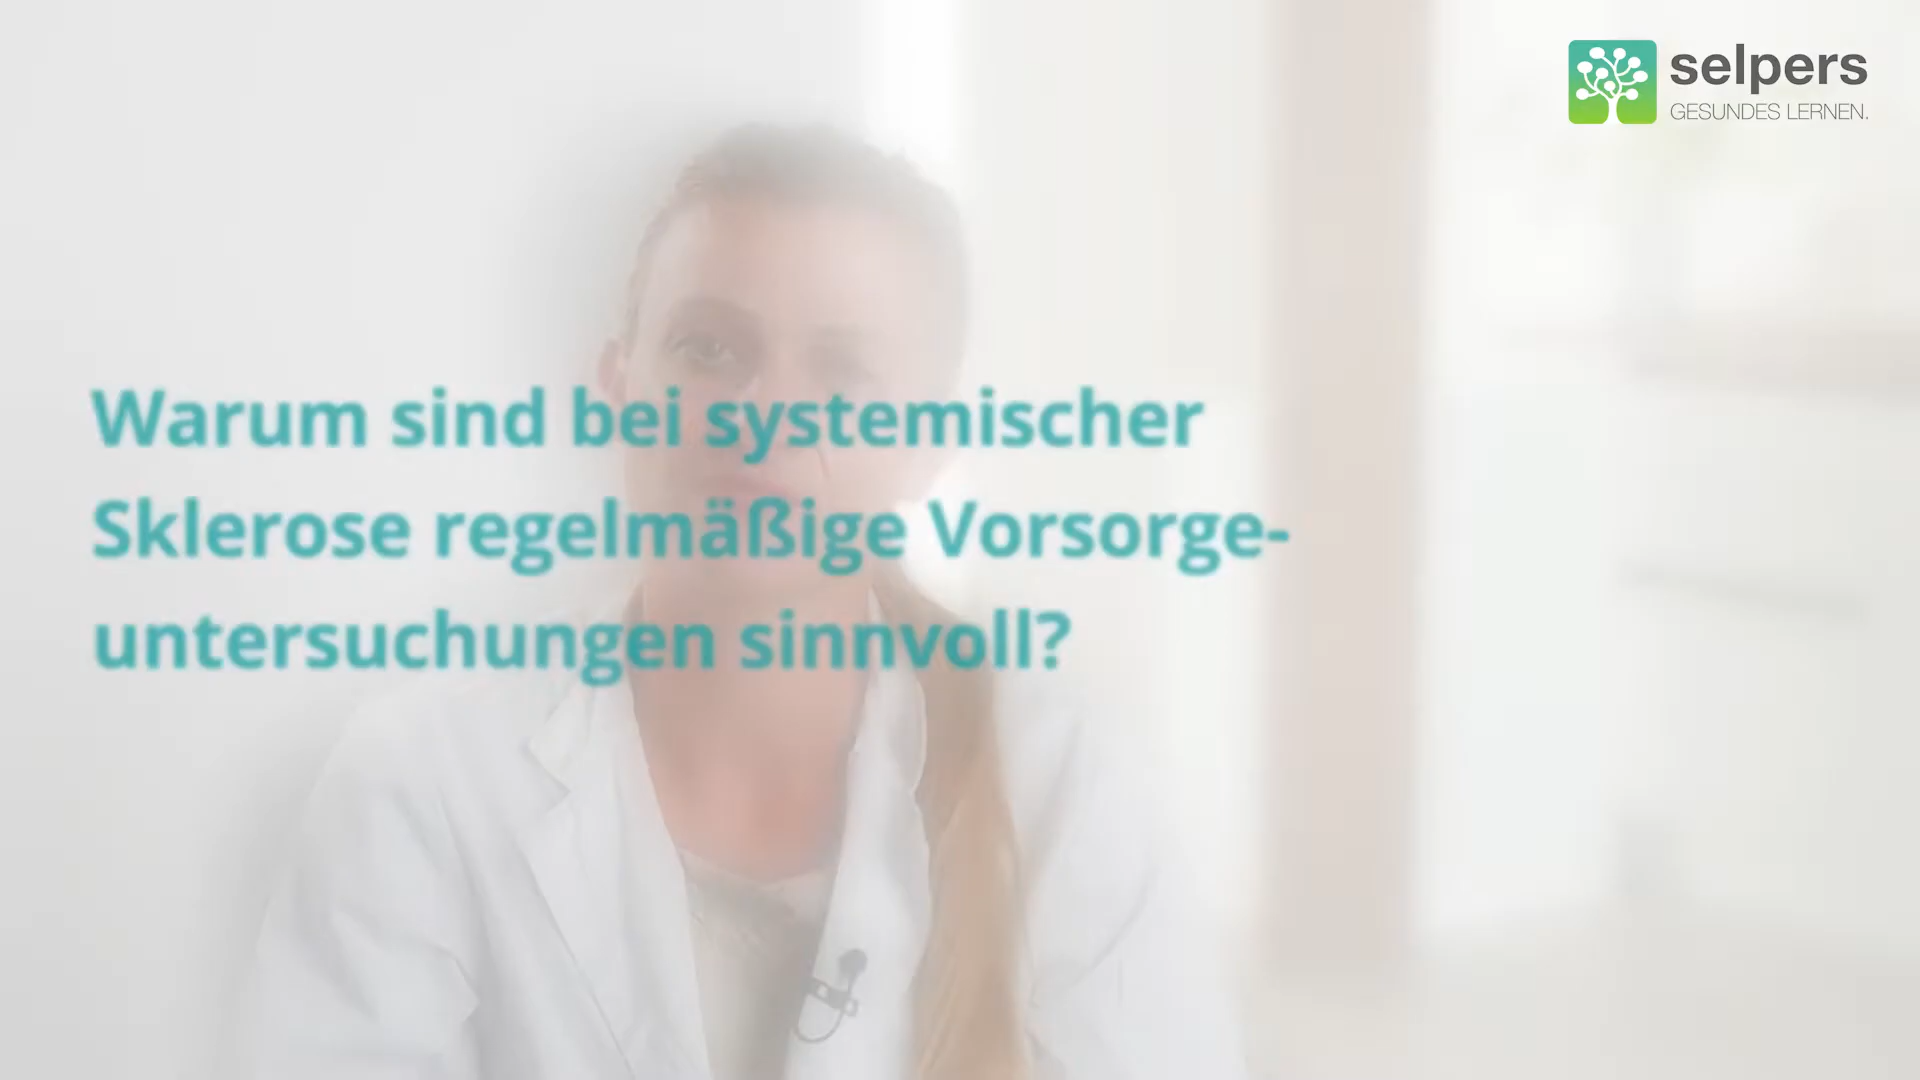 selpers
GESUNDES LERNEN.
Warum sind bei systemischer
Sklerose regelmäßige Vorsorge-
untersuchungen sinnvoll?